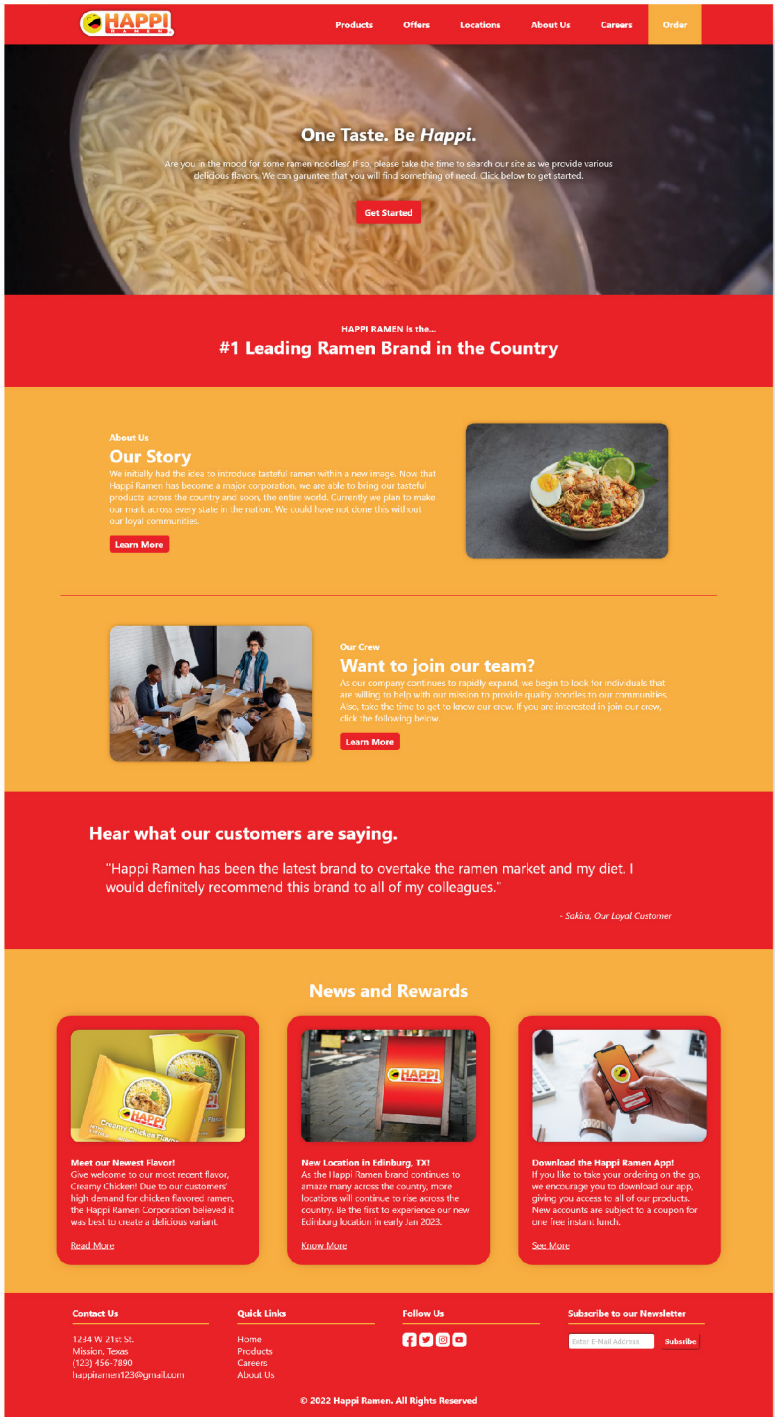 HAPPI
RAMEN
Products
Offers
Locations
About Us
Careers
Order
One Taste. Be Happi.
Are you in the mood for some ramen noodles? If so, please take the time to search our site as we provide various
delicious flavors. We can garuntee that you will find something of need. Click below to get started.
Get Started
HAPPI RAMEN is the...
#1 Leading Ramen Brand in the Country
About Us
Our Story
We initially had the idea to introduce tasteful ramen within a new image. Now that
Happi Ramen has become a major corporation, we are able to bring our tasteful
products across the country and soon, the entire world. Currently we plan to make
our mark across every state in the nation. We could have not done this without
our loyal communities.
Learn More
Our Crew
Want to join our team?
As our company continues to rapidly expand, we begin to look for individuals that
are willing to help with our mission to provide quality noodles to our communities.
Also, take the time to get to know our crew. If you are interested in join our crew,
click the following below.
Learn More
Hear what our customers are saying.
"Happi Ramen has been the latest brand to overtake the ramen market and my diet. I
would definitely recommend this brand to all of my colleagues."
- Sakira, Our Loyal Customer
News and Rewards
HAPPI
Creamy Chicken Flavor
HAPPI
RAMEN
Meet our Newest Flavor!
Give welcome to our most recent flavor,
Creamy Chicken! Due to our customers'
high demand for chicken flavored ramen,
the Happi Ramen Corporation believed it
was best to create a delicious variant.
Read More
New Location in Edinburg, TX!
As the Happi Ramen brand continues to
amaze many across the country, more
locations will continue to rise across the
country. Be the first to experience our new
Edinburg location in early Jan 2023.
Know More
Download the Happi Ramen App!
If you like to take your ordering on the go,
we encourage you to download our app,
giving you access to all of our products.
New accounts are subject to a coupon for
one free instant lunch.
See More
Contact Us
1234 W 21st St.
Mission, Texas
(123) 456-7890
happiramen123@gmail.com
Quick Links
Home
Products
Careers
About Us
Follow Us
Subscribe to our Newsletter
Enter E-Mail Address
Subsribe
© 2022 Happi Ramen. All Rights Reserved